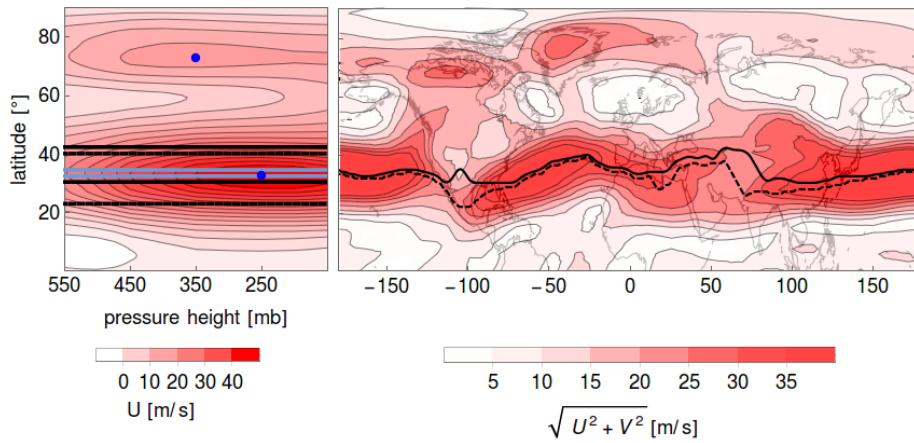 80
60
40
20
latitude [°]
550 450 350 250
pressure height [mb]
0 10 20 30 40
U [m/s]
−150 −100 −50 0 50 100 150
5 10 15 20 25 30 35
√U² + V² [m/s]